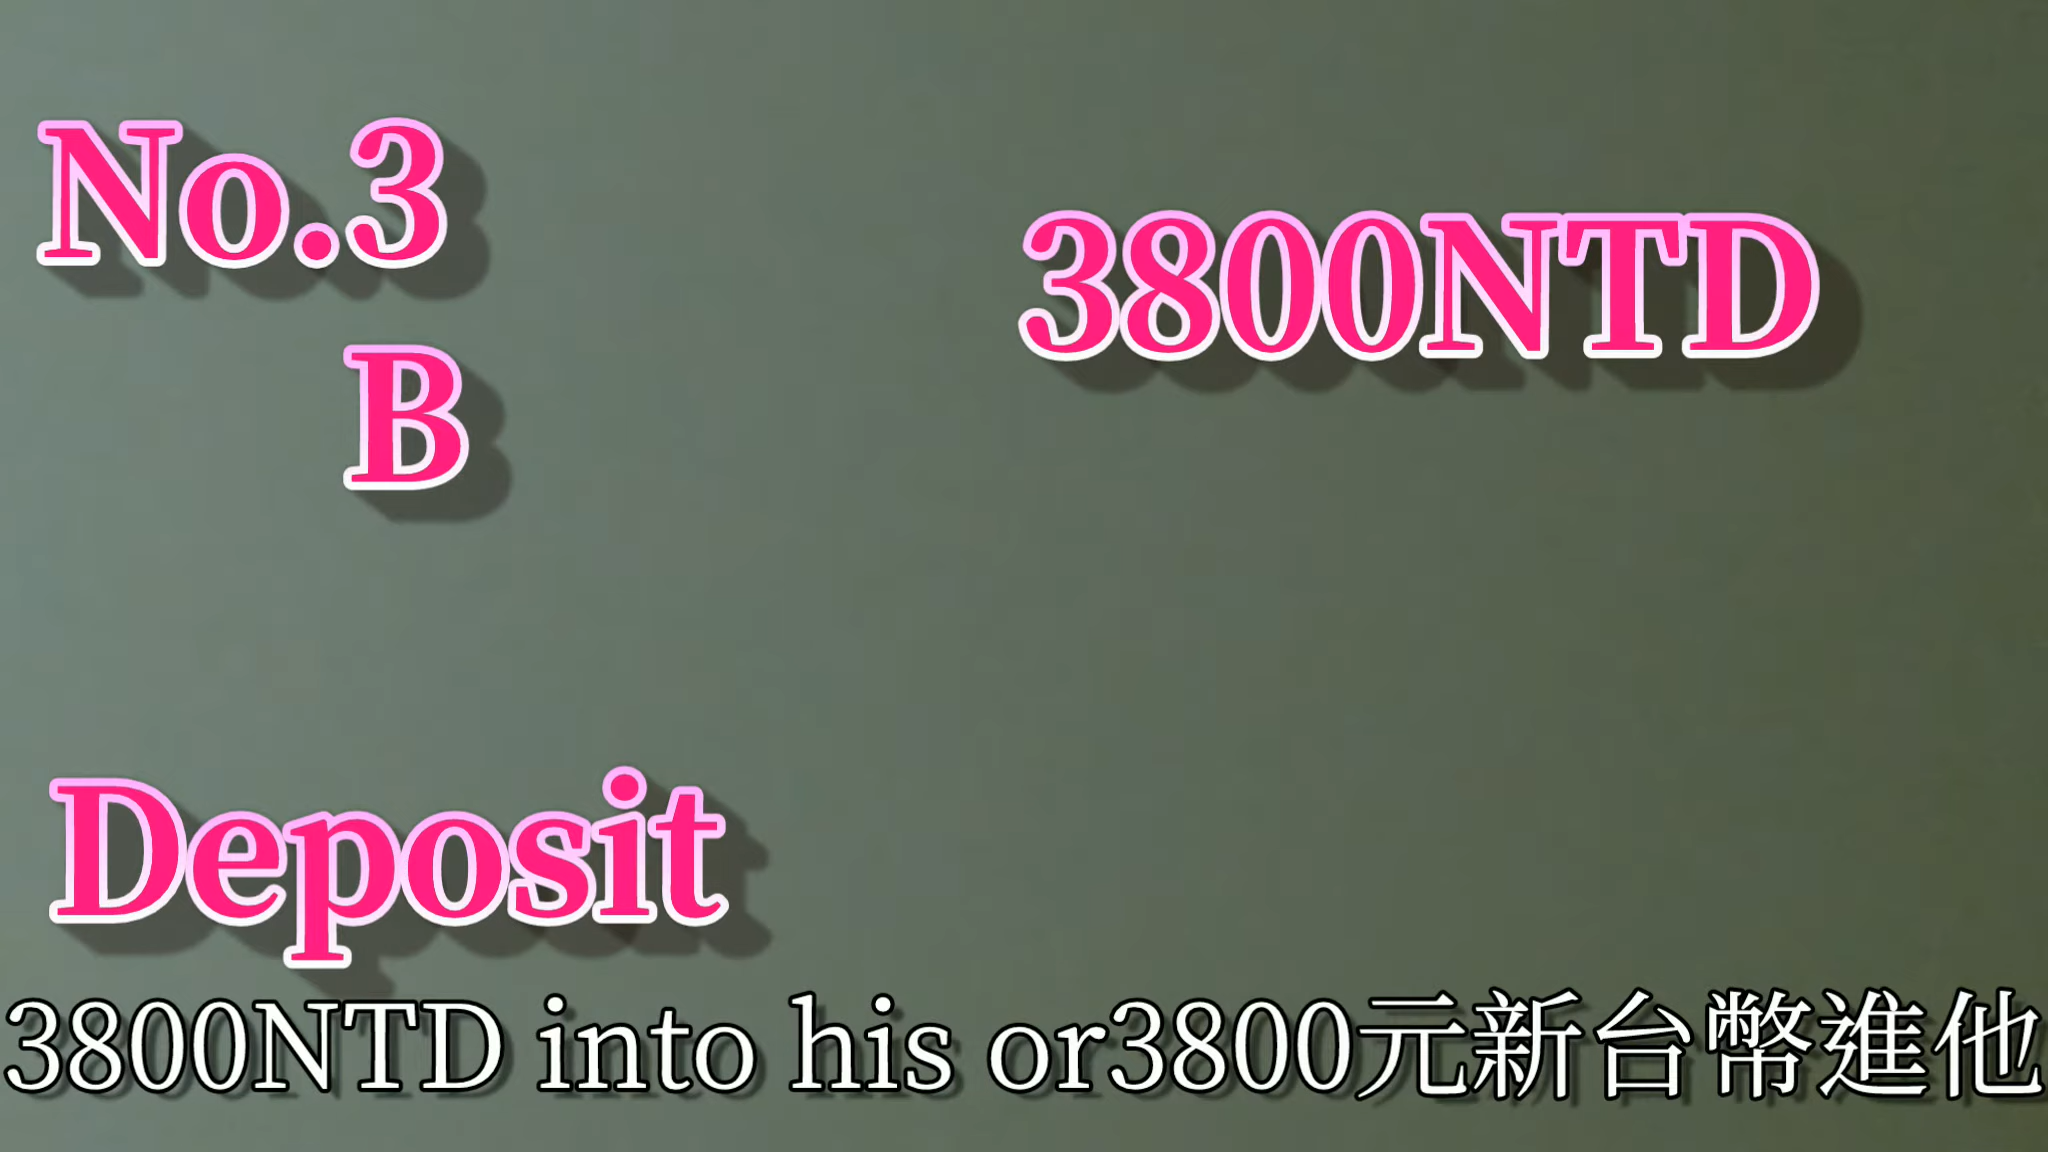 No.3
3800NTD
B
Deposit
3800NTD into his or3800元新台幣進他